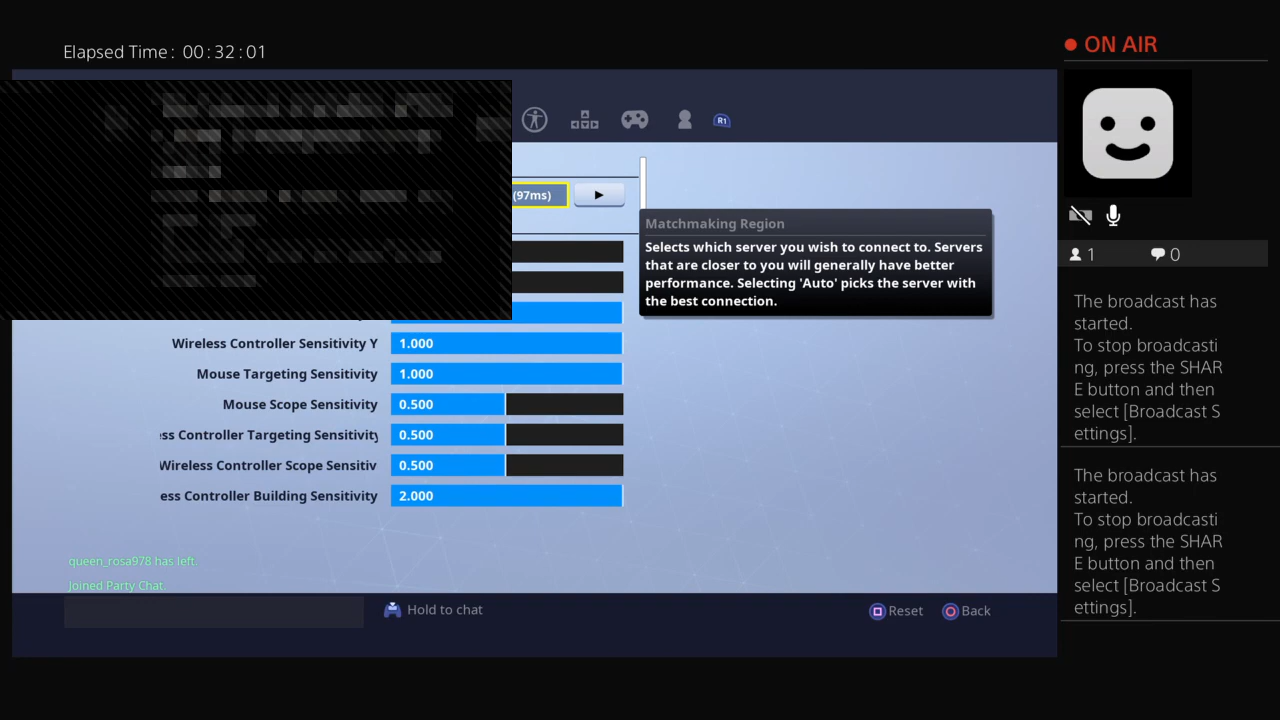 Elapsed Time: 00:32:01
ON AIR
R1
(97ms)
Matchmaking Region
Selects which server you wish to connect to. Servers
that are closer to you will generally have better
performance. Selecting 'Auto' picks the server with
the best connection.
1 0
Wireless Controller Sensitivity Y 1.000
Mouse Targeting Sensitivity 1.000
Mouse Scope Sensitivity 0.500
ss Controller Targeting Sensitivity 0.500
Wireless Controller Scope Sensitiv 0.500
ess Controller Building Sensitivity 2.000
queen_rosa978 has left.
Joined Party Chat.
Hold to chat
Reset
Back
The broadcast has
started.
To stop broadcasti
ng, press the SHAR
E button and then
select [Broadcast S
ettings].
The broadcast has
started.
To stop broadcasti
ng, press the SHAR
E button and then
select [Broadcast S
ettings].